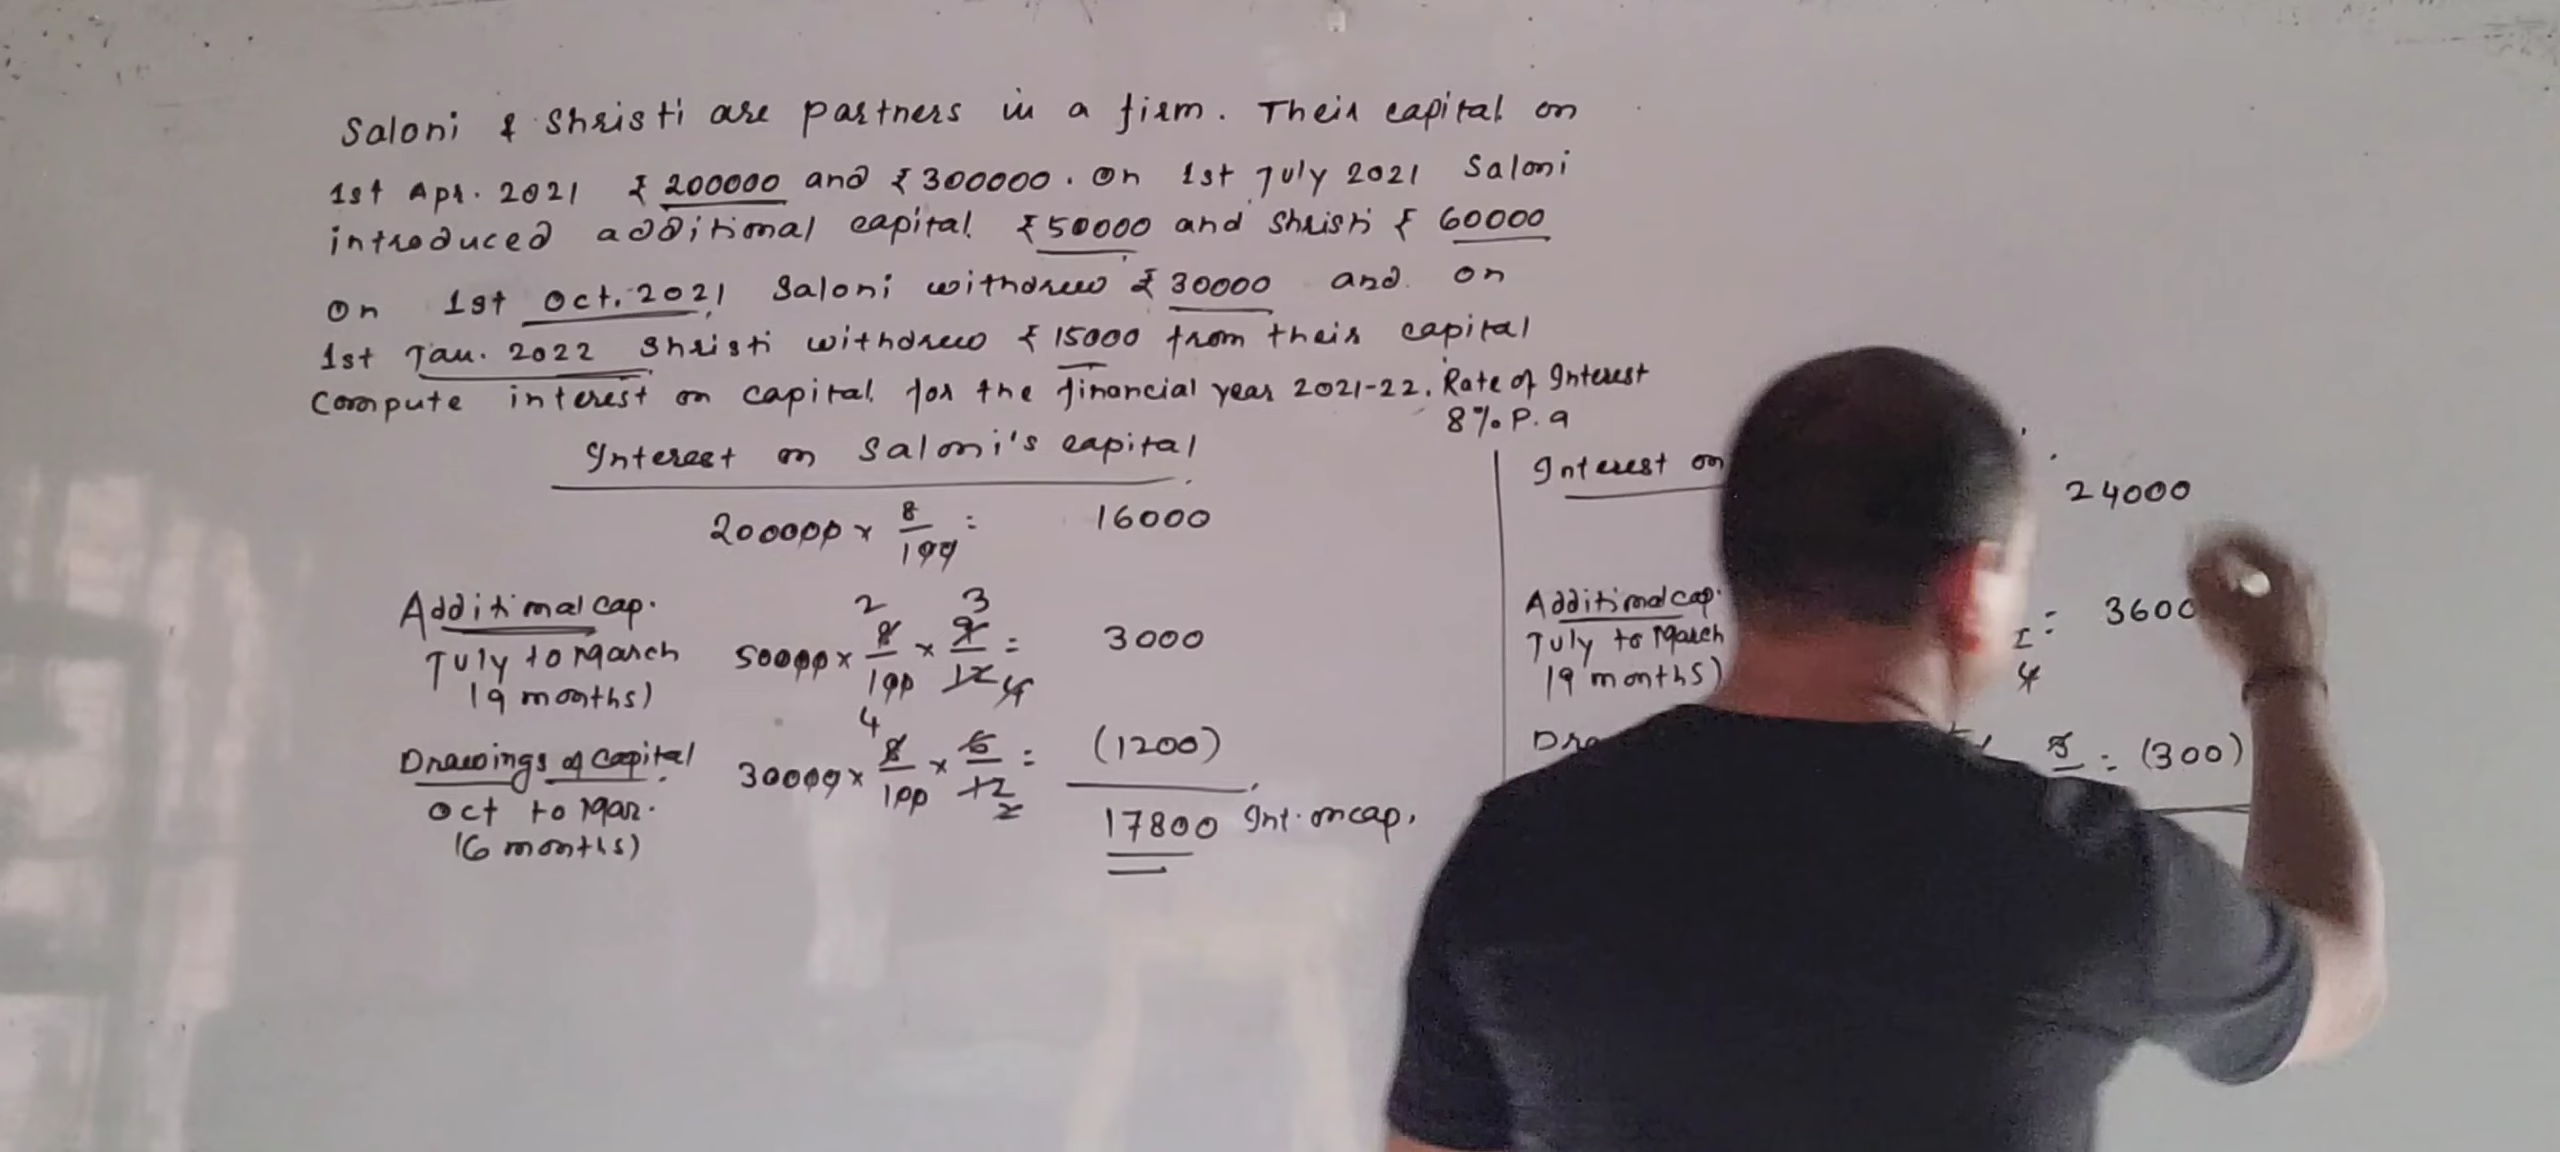 Saloni & Shristi are partners in a firm. Their capital on
1st Apr. 2021 ₹ 200000 and ₹ 300000. On 1st July 2021 Saloni
introduced additional capital ₹ 50000 and Shristi ₹ 60000
On 1st Oct. 2021 Saloni withdrew ₹ 30000 and on
1st Jan. 2022 Shristi withdrew ₹ 15000 from their capital
Compute interest on capital for the financial year 2021-22. Rate of Interest
8% P.a
Interest on Saloni's capital
200000 x 8/100 = 16000
Additional cap.
July to March
(9 months)
50000 x 8/100 x 9/12 = 3000
2 3 4
Drawings of capital
Oct to Mar.
(6 months)
30000 x 8/100 x 6/12 = (1200)
4 2
17800 Int. on cap.
Interest on
24000
Additional cap.
July to March
(9 months)
= 3600
4
= (300)